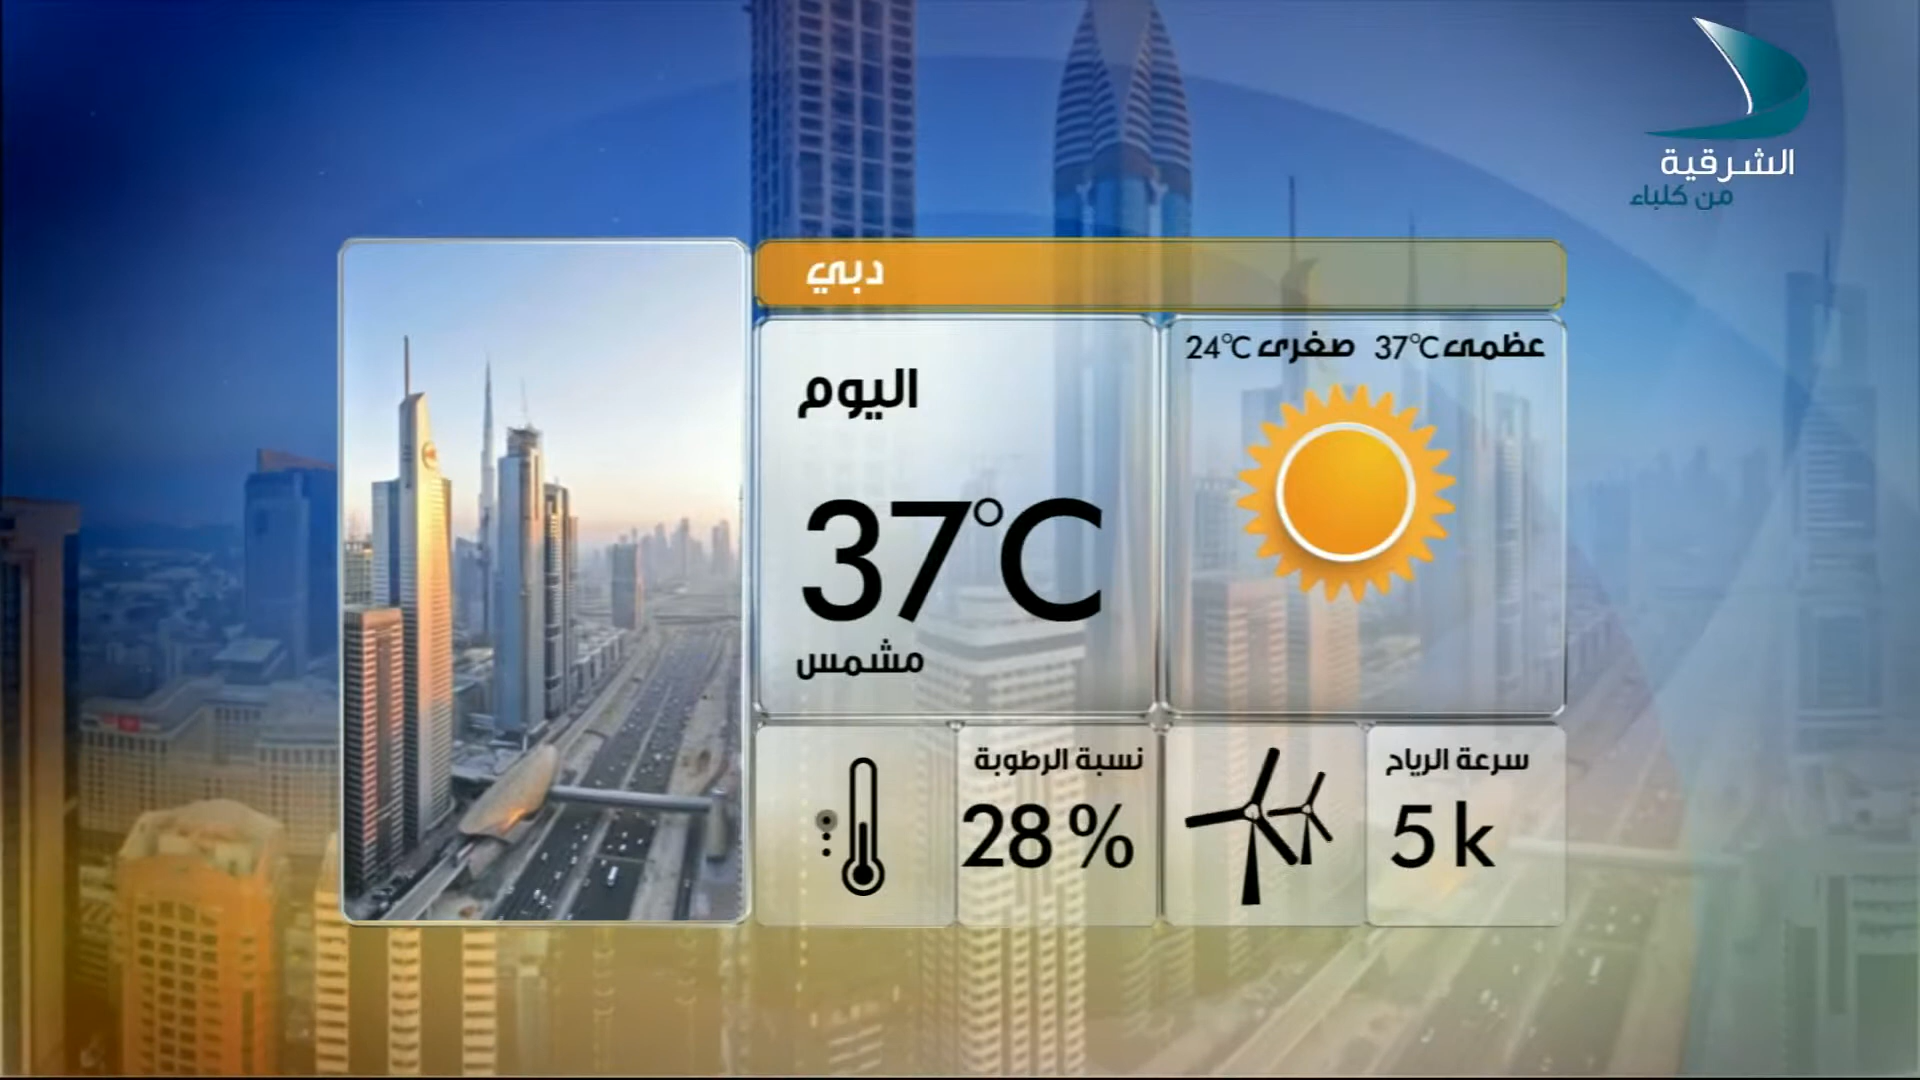 الشرقية
من كلباء
دبي
عظمى 37°C صغرى 24°C
اليوم
37°C
مشمس
سرعة الرياح
5 k
نسبة الرطوبة
28 %